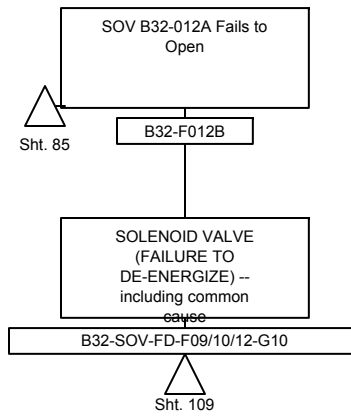 SOV B32-012A Fails to
Open
Sht. 85
B32-F012B
SOLENOID VALVE
(FAILURE TO
DE-ENERGIZE) --
including common
cause
B32-SOV-FD-F09/10/12-G10
Sht. 109